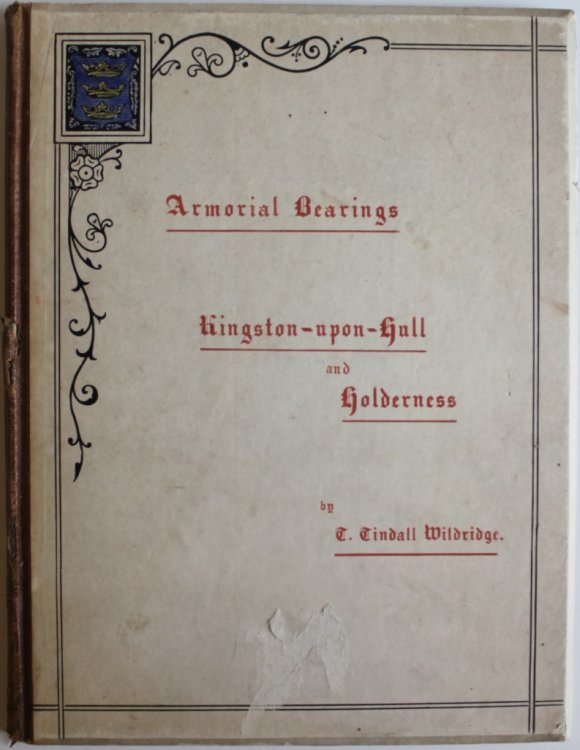 Armorial Bearings
Kingston-upon-Hull
and
Holderness
by
T. Tindall Wildridge.